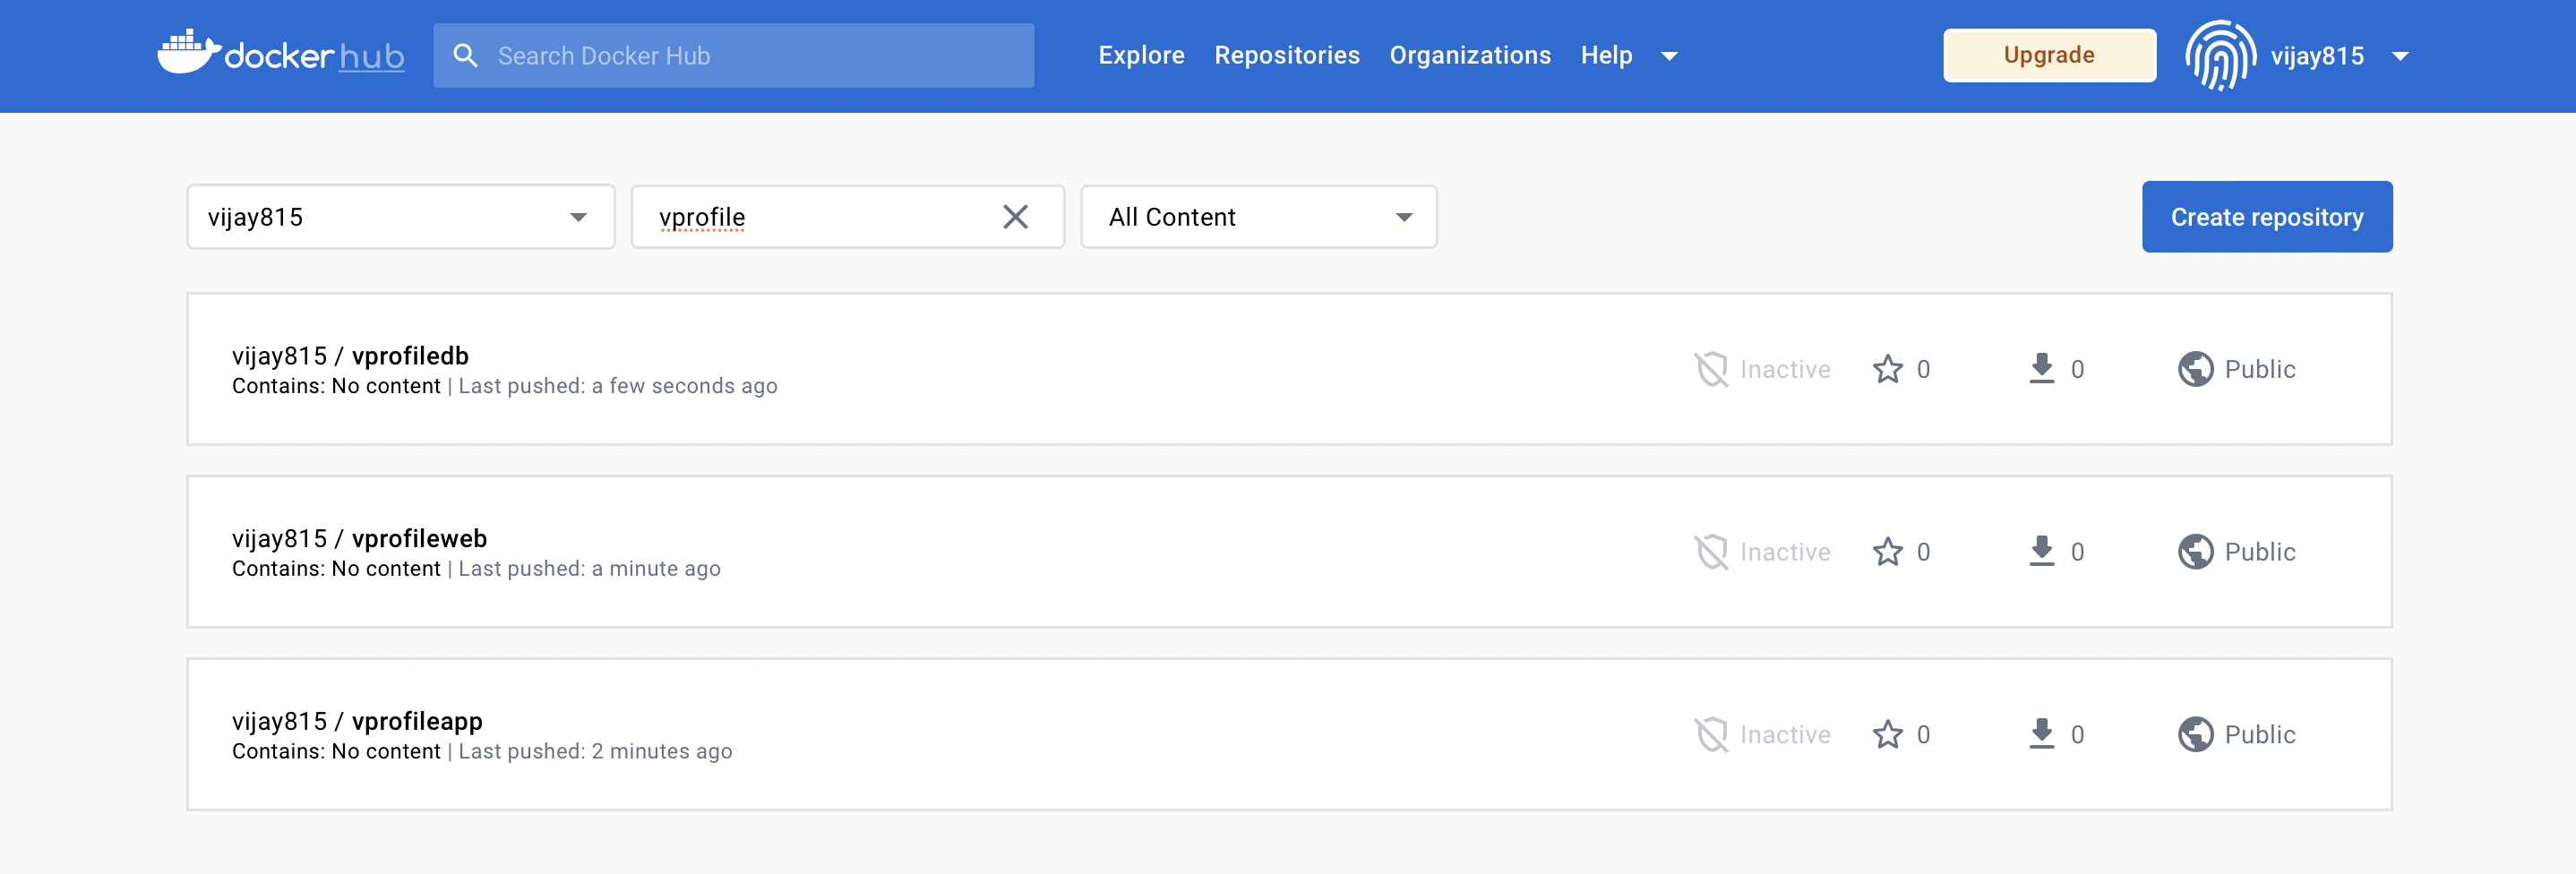 docker hub Search Docker Hub Explore Repositories Organizations Help Upgrade vijay815
vijay815 vprofile All Content Create repository
vijay815 / vprofiledb
Contains: No content | Last pushed: a few seconds ago
Inactive 0 0 Public
vijay815 / vprofileweb
Contains: No content | Last pushed: a minute ago
Inactive 0 0 Public
vijay815 / vprofileapp
Contains: No content | Last pushed: 2 minutes ago
Inactive 0 0 Public